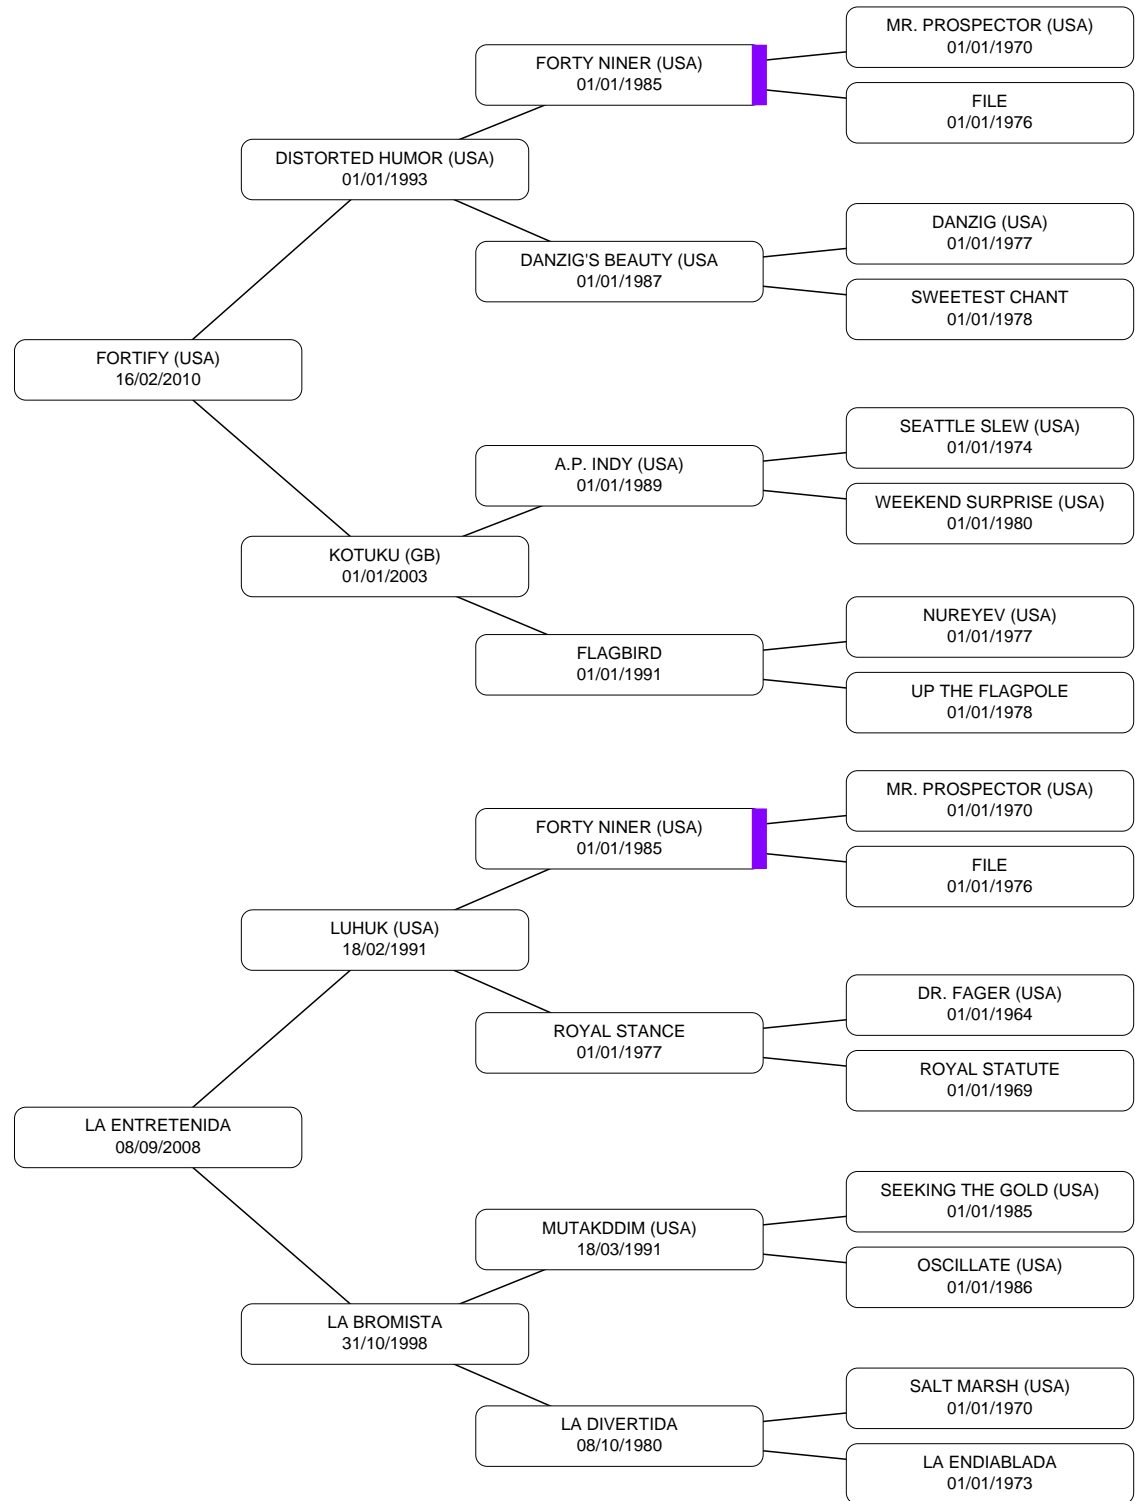 MR. PROSPECTOR (USA)
01/01/1970
FORTY NINER (USA)
01/01/1985
FILE
01/01/1976
DISTORTED HUMOR (USA)
01/01/1993
DANZIG (USA)
01/01/1977
DANZIG'S BEAUTY (USA
01/01/1987
SWEETEST CHANT
01/01/1978
FORTIFY (USA)
16/02/2010
SEATTLE SLEW (USA)
01/01/1974
A.P. INDY (USA)
01/01/1989
WEEKEND SURPRISE (USA)
01/01/1980
KOTUKU (GB)
01/01/2003
NUREYEV (USA)
01/01/1977
FLAGBIRD
01/01/1991
UP THE FLAGPOLE
01/01/1978
MR. PROSPECTOR (USA)
01/01/1970
FORTY NINER (USA)
01/01/1985
FILE
01/01/1976
LUHUK (USA)
18/02/1991
DR. FAGER (USA)
01/01/1964
ROYAL STANCE
01/01/1977
ROYAL STATUTE
01/01/1969
LA ENTRETENIDA
08/09/2008
SEEKING THE GOLD (USA)
01/01/1985
MUTAKDDIM (USA)
18/03/1991
OSCILLATE (USA)
01/01/1986
LA BROMISTA
31/10/1998
SALT MARSH (USA)
01/01/1970
LA DIVERTIDA
08/10/1980
LA ENDIABLADA
01/01/1973